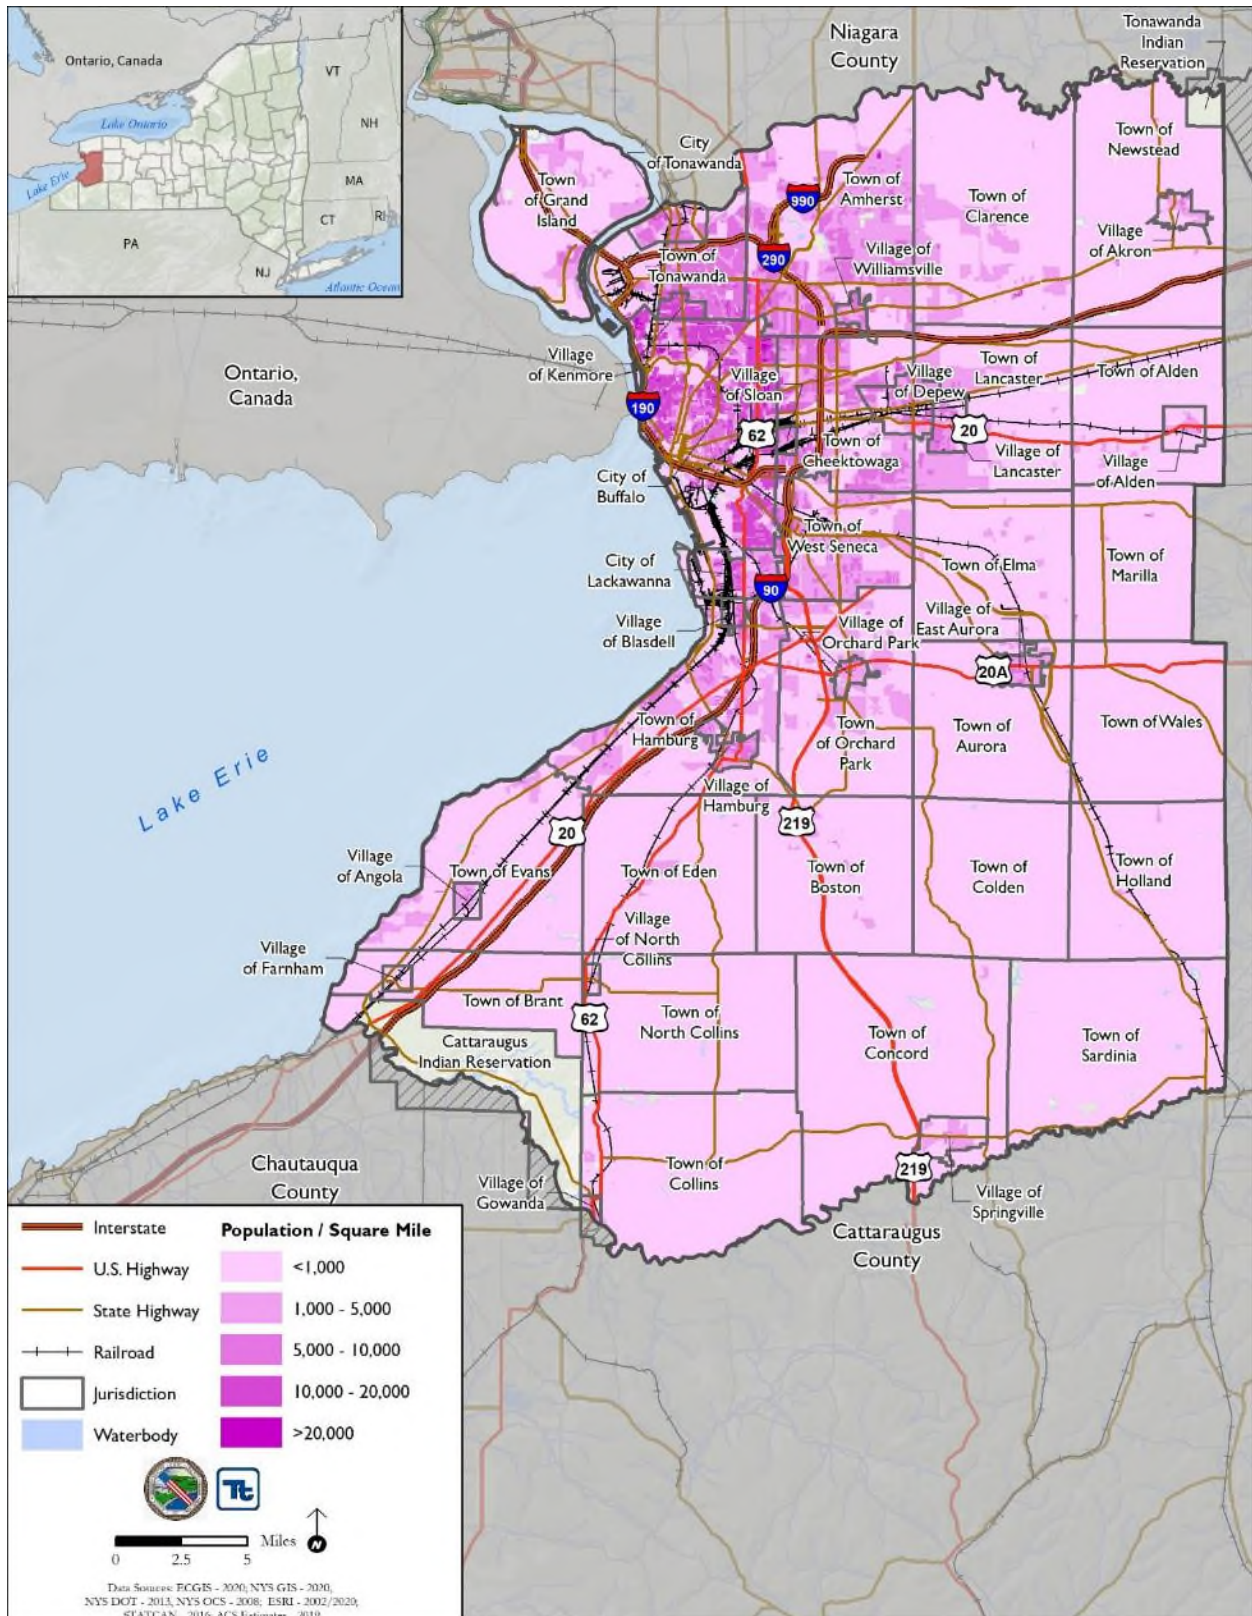 Ontario, Canada
VT
NH
Lake Ontario
Lake Erie
MA
CT
RI
PA
NJ
Atlantic Ocean
Niagara
County
Tonawanda
Indian
Reservation
City
of Tonawanda
Town of
Newstead
Town
of Grand
Island
Town of
Amherst
990
Town of
Clarence
Village of
Akron
Village of
Williamsville
Town of
Tonawanda
290
Village
of Kenmore
Ontario,
Canada
Village
of Sloan
Village
of Depew
Town of
Lancaster
Town of Alden
190
62
20
Town of
Cheektowaga
Village of
Lancaster
Village
of Alden
City of
Buffalo
Town of
West Seneca
City of
Lackawanna
Town of Elma
Town of
Marilla
90
Village
of Blasdell
Village of
Orchard Park
Village of
East Aurora
20A
Town of
Hamburg
Town
of Orchard
Park
Town of
Aurora
Town of Wales
Lake Erie
Village of
Hamburg
219
20
Village
of Angola
Town of Evans
Town of Eden
Town of
Boston
Town of
Colden
Town of
Holland
Village
of North
Collins
Village
of Farnham
Town of Brant
62
Town of
North Collins
Town of
Concord
Town of
Sardinia
Cattaraugus
Indian Reservation
Chautauqua
County
Village of
Gowanda
Town of
Collins
219
Village of
Springville
Cattaraugus
County
Interstate
U.S. Highway
State Highway
Railroad
Jurisdiction
Waterbody
Population / Square Mile
<1,000
1,000 - 5,000
5,000 - 10,000
10,000 - 20,000
>20,000
Tt
Miles
N
0 2.5 5
Data Sources: ECGIS - 2020; NYS GIS - 2020,
NYS DOT - 2013, NYS OCS - 2008; ESRI - 2002/2020;
STATCAN - 2016; ACS Estimates - 2019